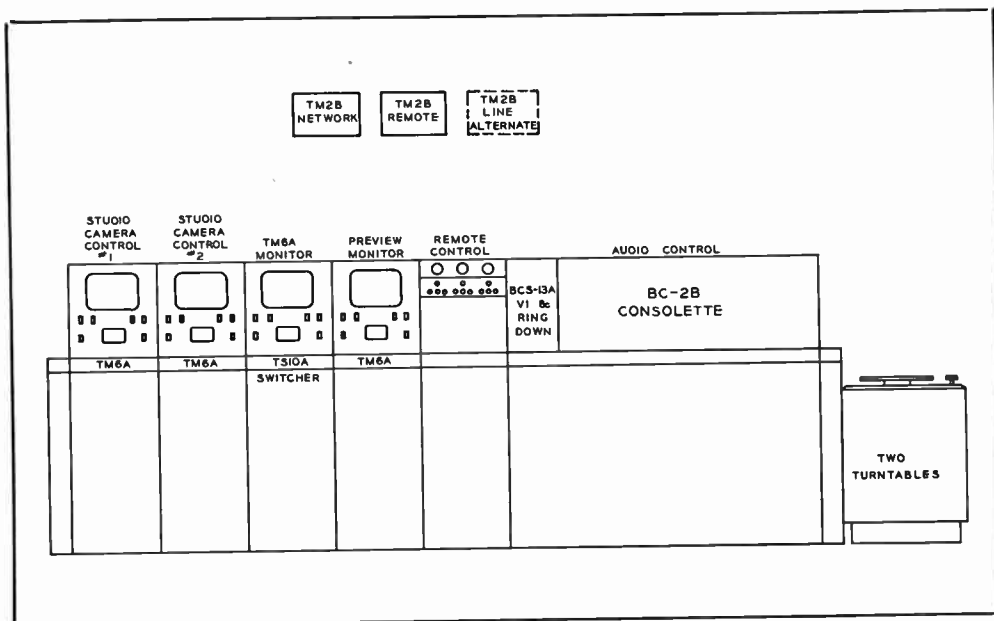 TM2B
NETWORK
TM2B
REMOTE
TM2B
LINE
ALTERNATE
STUDIO
CAMERA
CONTROL
#1
STUDIO
CAMERA
CONTROL
#2
TM6A
MONITOR
PREVIEW
MONITOR
REMOTE
CONTROL
AUDIO CONTROL
BCS-13A
V1 &
RING
DOWN
BC-2B
CONSOLETTE
TM6A
TM6A
TS10A
TM6A
SWITCHER
TWO
TURNTABLES